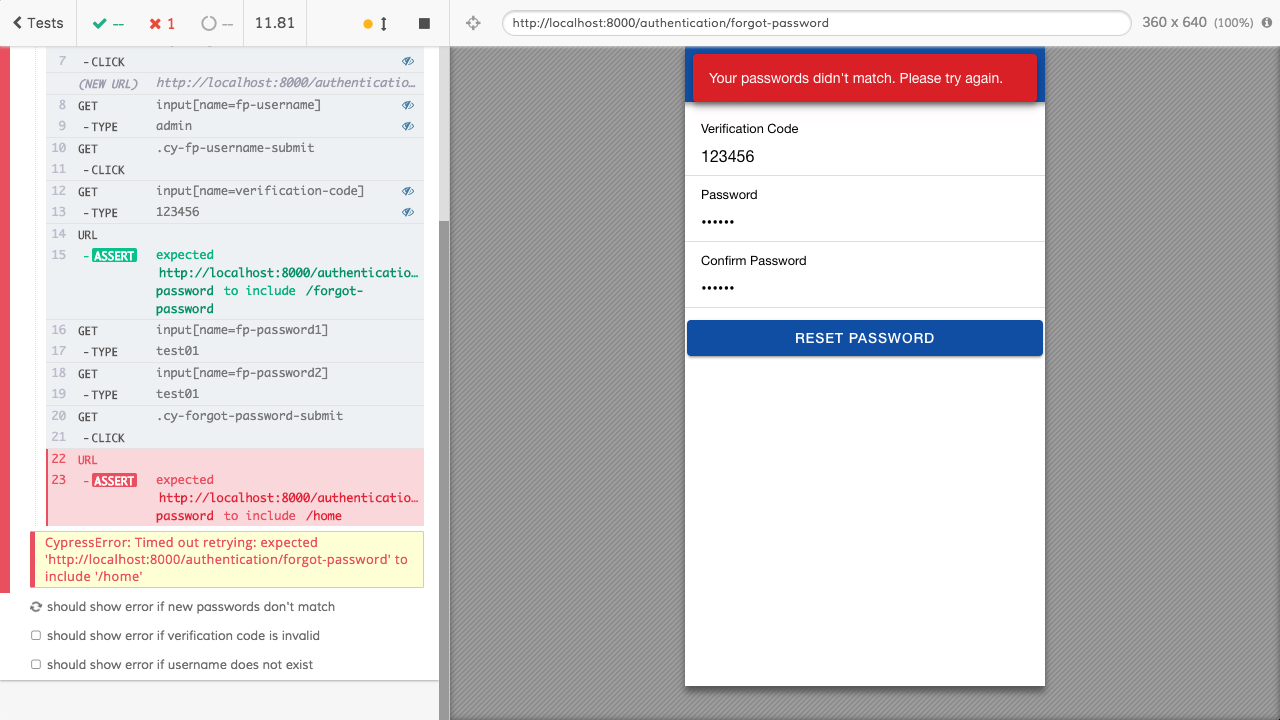 Tests -- 1 -- 11.81
http://localhost:8000/authentication/forgot-password 360 x 640 (100%)
7 - CLICK
(NEW URL) http://localhost:8000/authenticatio…
8 GET input[name=fp-username]
9 - TYPE admin
10 GET .cy-fp-username-submit
11 - CLICK
12 GET input[name=verification-code]
13 - TYPE 123456
14 URL
15 - ASSERT expected
http://localhost:8000/authenticatio…
password to include /forgot-
password
16 GET input[name=fp-password1]
17 - TYPE test01
18 GET input[name=fp-password2]
19 - TYPE test01
20 GET .cy-forgot-password-submit
21 - CLICK
22 URL
23 - ASSERT expected
http://localhost:8000/authenticatio…
password to include /home
CypressError: Timed out retrying: expected
'http://localhost:8000/authentication/forgot-password' to
include '/home'
should show error if new passwords don't match
should show error if verification code is invalid
should show error if username does not exist
Your passwords didn't match. Please try again.
Verification Code
123456
Password
••••••
Confirm Password
••••••
RESET PASSWORD